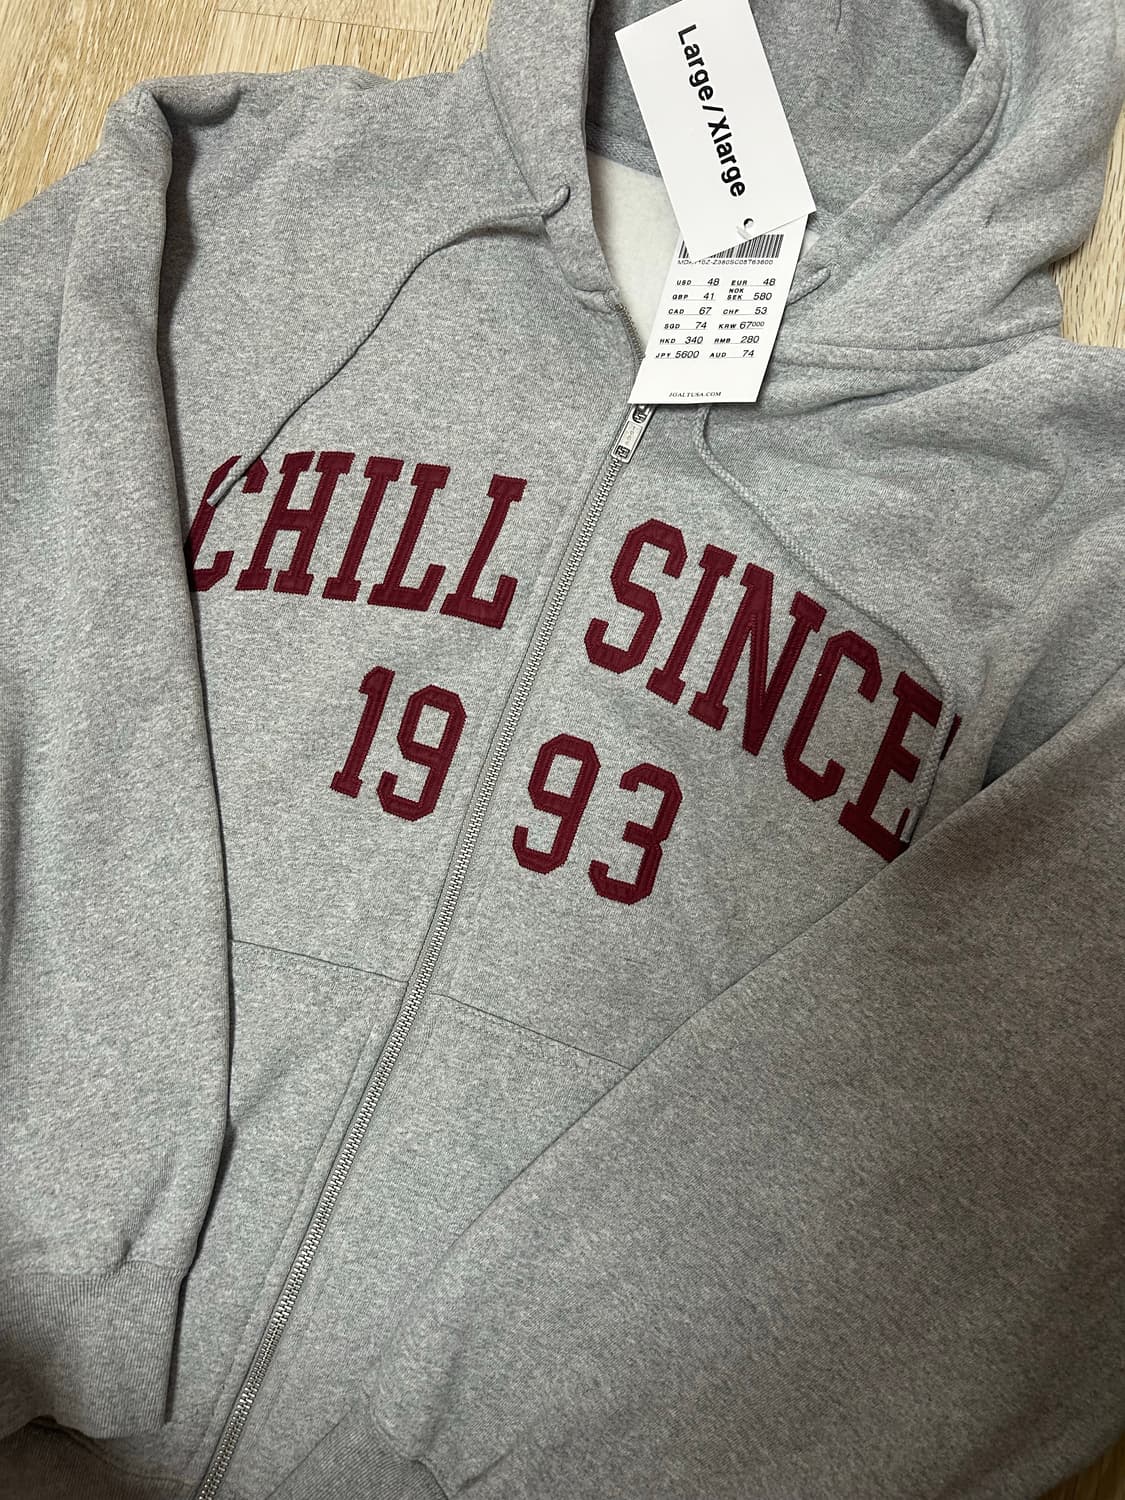 Large/Xlarge
USD 48 EUR 48
GBP 41 NOK SEK 580
CAD 67 CHF 53
SGD 74 KRW 67000
HKD 340 RMB 280
JPY 5600 AUD 74
JGALTUSA.COM
CHILL SINCE
1993